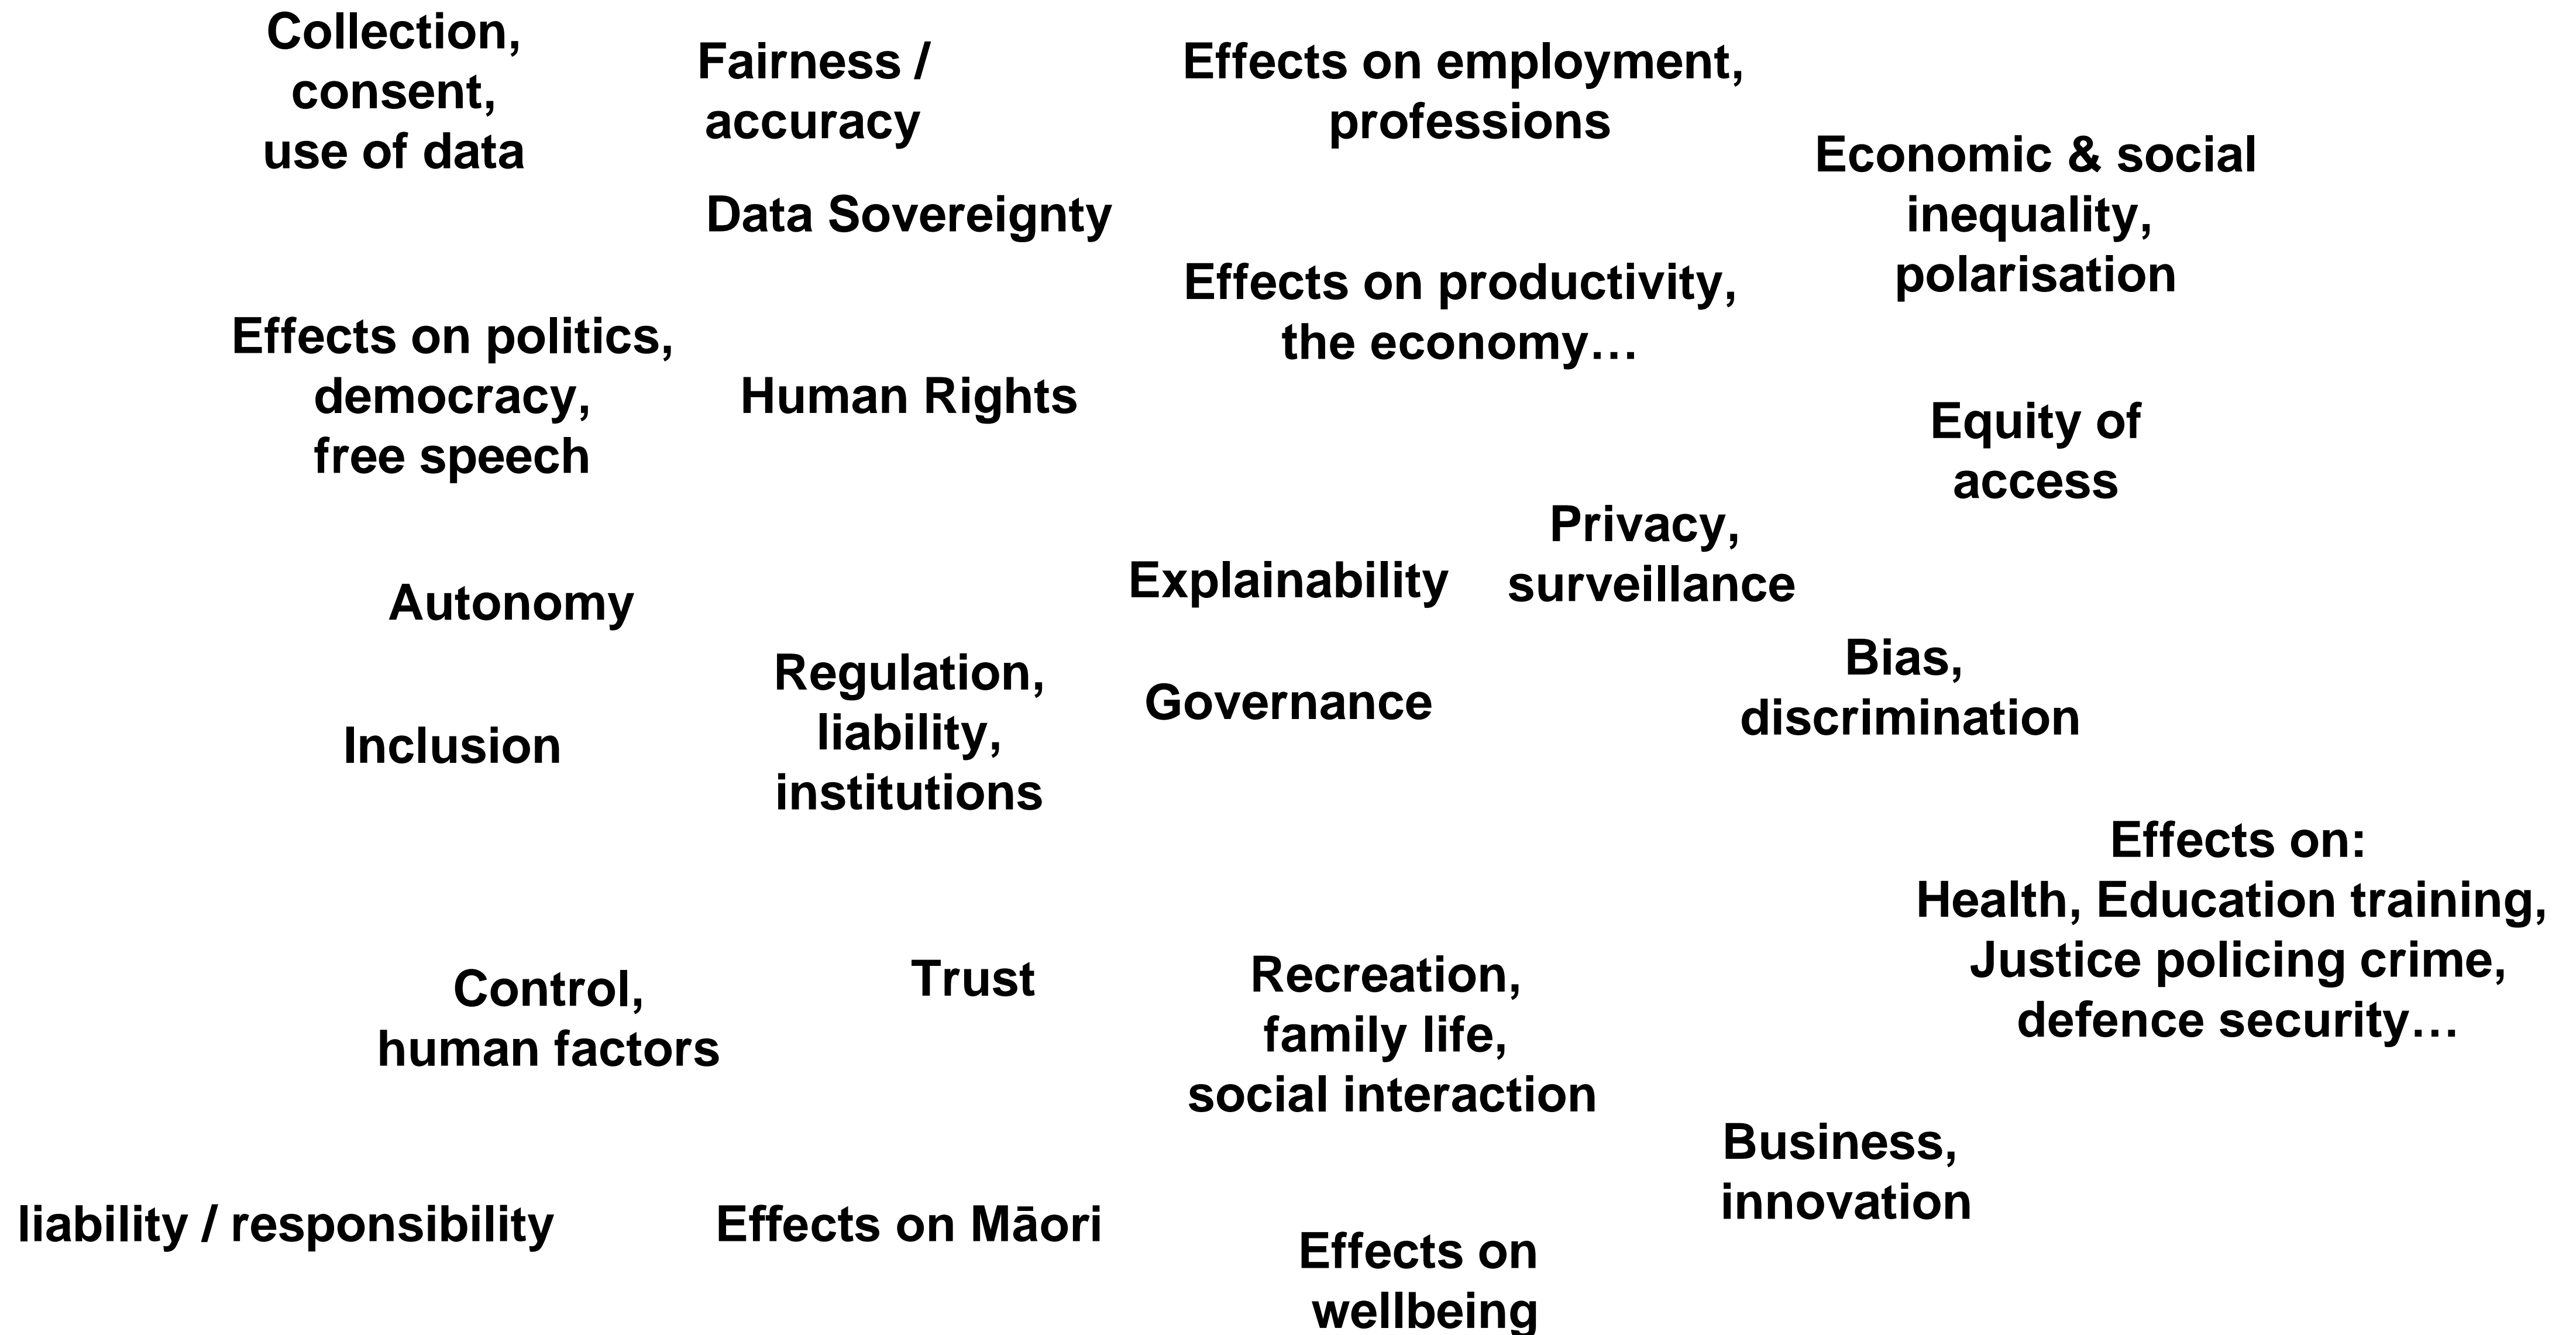 Collection,
consent,
use of data
Fairness /
accuracy
Effects on employment,
professions
Economic & social
inequality,
polarisation
Data Sovereignty
Effects on productivity,
the economy…
Effects on politics,
democracy,
free speech
Human Rights
Equity of
access
Privacy,
surveillance
Explainability
Autonomy
Regulation,
liability,
institutions
Governance
Bias,
discrimination
Inclusion
Effects on:
Health, Education training,
Justice policing crime,
defence security…
Control,
human factors
Trust
Recreation,
family life,
social interaction
Business,
innovation
liability / responsibility
Effects on Māori
Effects on
wellbeing